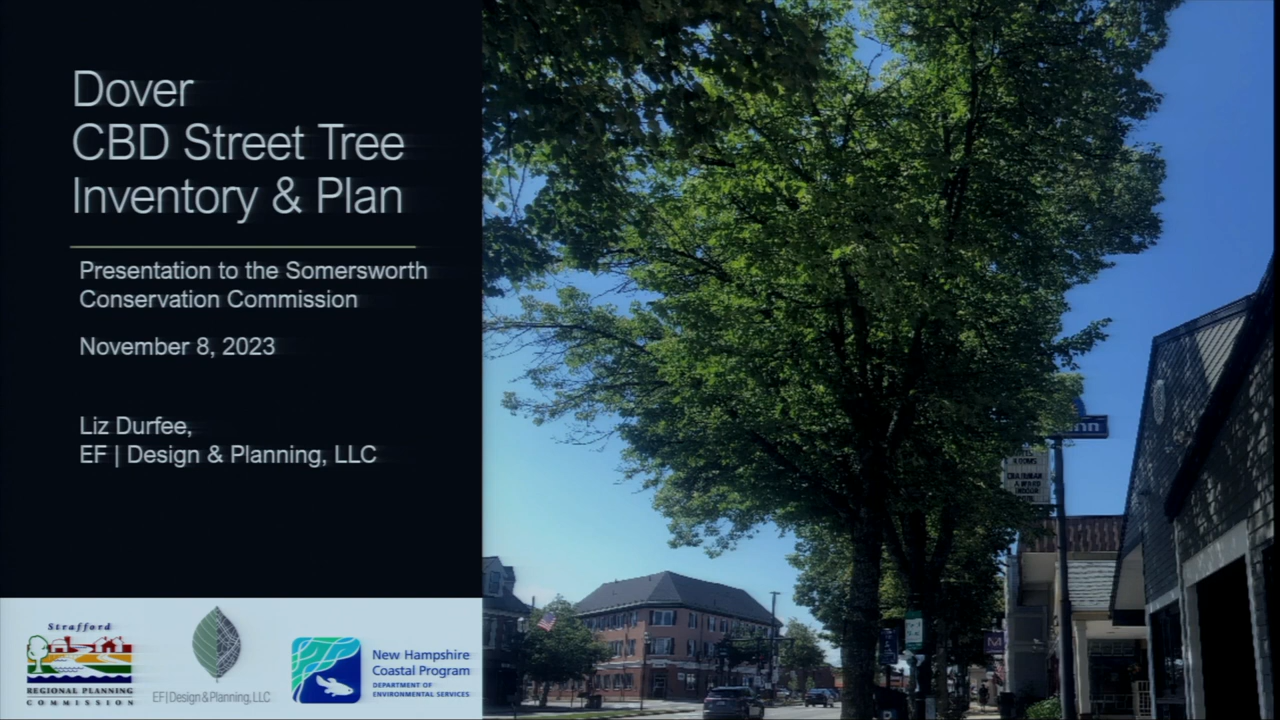 Dover
CBD Street Tree
Inventory & Plan
Presentation to the Somersworth
Conservation Commission
November 8, 2023
Liz Durfee,
EF | Design & Planning, LLC
Strafford
REGIONAL PLANNING
COMMISSION
EF|Design&Planning, LLC
New Hampshire
Coastal Program
DEPARTMENT OF
ENVIRONMENTAL SERVICES